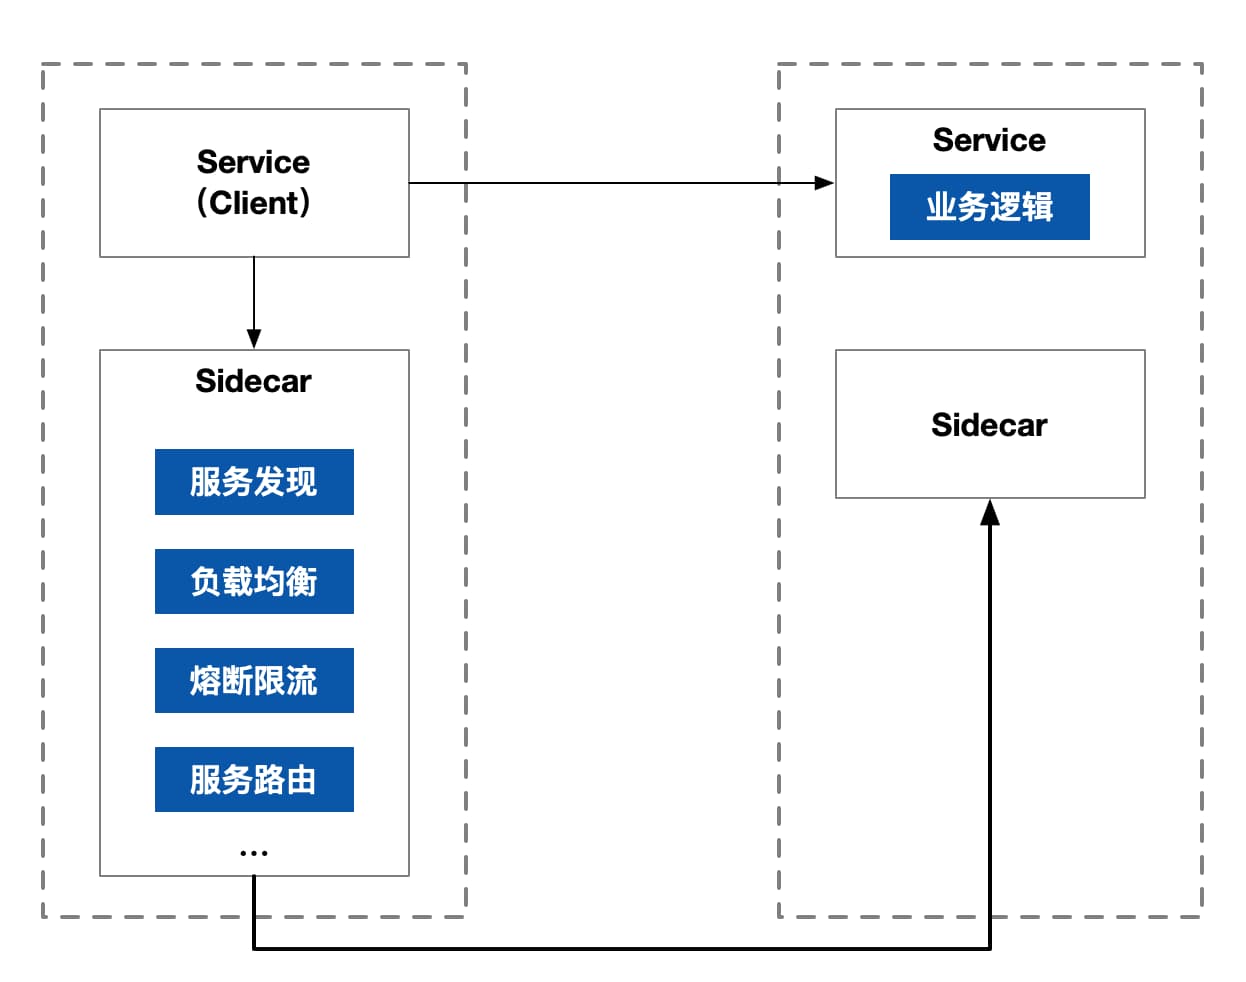 Service
（Client）
Sidecar
服务发现
负载均衡
熔断限流
服务路由
...
Service
业务逻辑
Sidecar